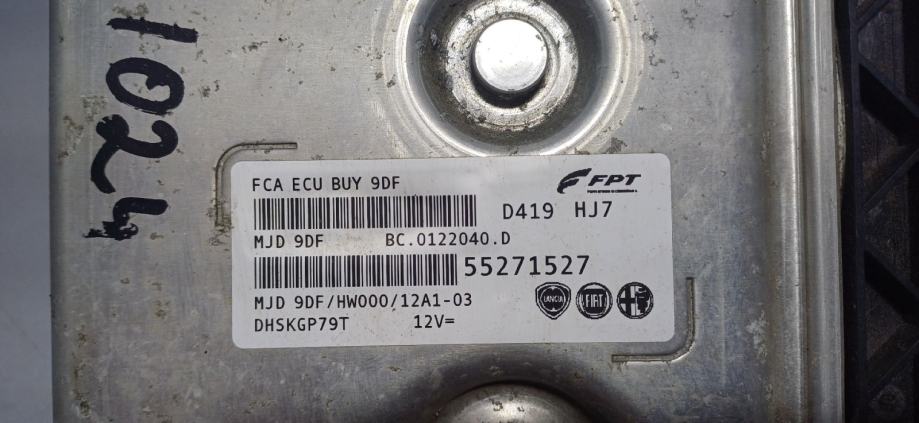 1024
FCA ECU BUY 9DF
FPT
D419 HJ7
MJD 9DF BC.0122040.D
55271527
MJD 9DF/HW000/12A1-03
DHSKGP79T 12V=
LANCIA FIAT